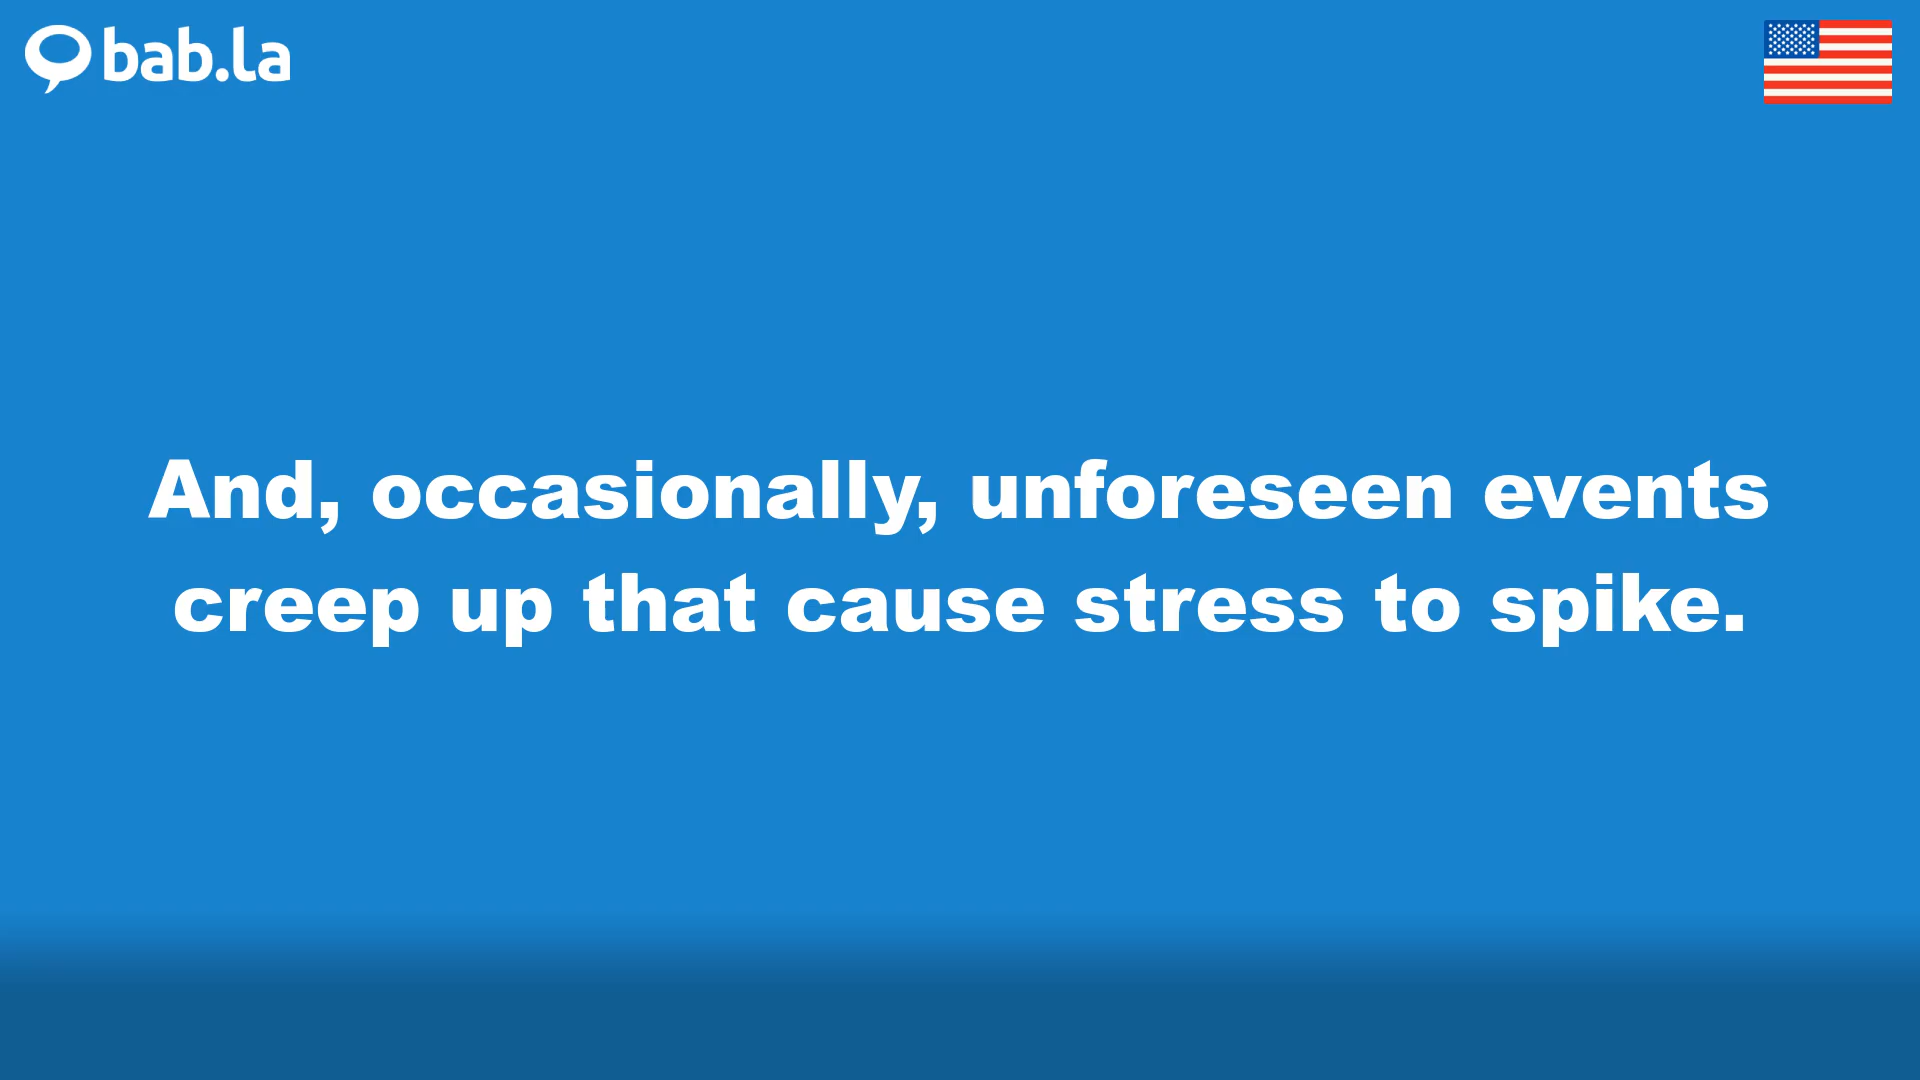 bab.la
And, occasionally, unforeseen events
creep up that cause stress to spike.